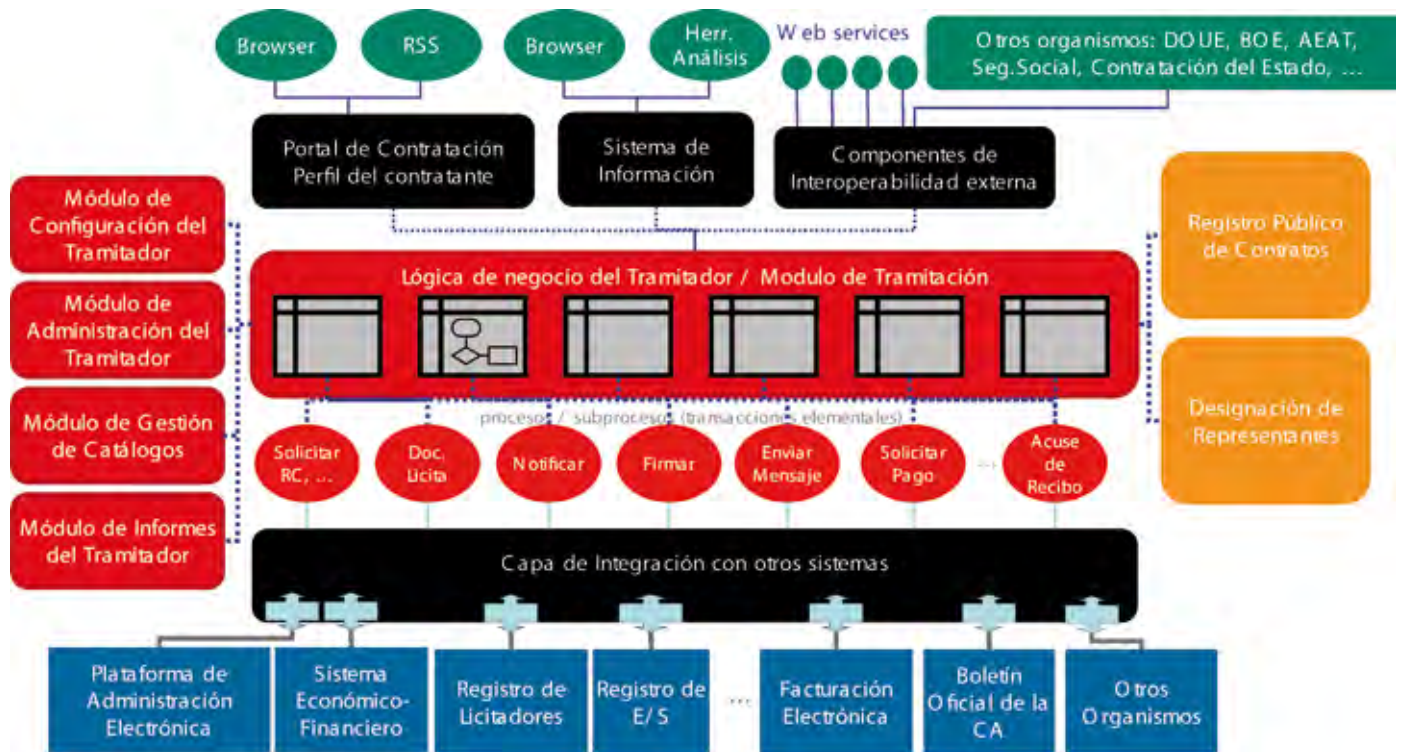 Browser
RSS
Browser
Herr.
Análisis
Web services
Otros organismos: DOUE, BOE, AEAT,
Seg.Social, Contratación del Estado, ...
Portal de Contratación
Perfil del contratante
Sistema de
Información
Componentes de
Interoperabilidad externa
Módulo de
Configuración del
Tramitador
Módulo de
Administración del
Tramitador
Módulo de Gestión
de Catálogos
Módulo de Informes
del Tramitador
Lógica de negocio del Tramitador / Modulo de Tramitación
Registro Público
de Contratos
Designación de
Representantes
procesos / subprocesos (transacciones elementales)
Solicitar
RC, ...
Doc.
Licita
Notificar
Firmar
Enviar
Mensaje
Solicitar
Pago
...
Acuse
de
Recibo
Capa de Integración con otros sistemas
Plataforma de
Administración
Electrónica
Sistema
Económico-
Financiero
Registro de
Licitadores
Registro de
E/S
...
Facturación
Electrónica
Boletín
Oficial de la
CA
Otros
Organismos